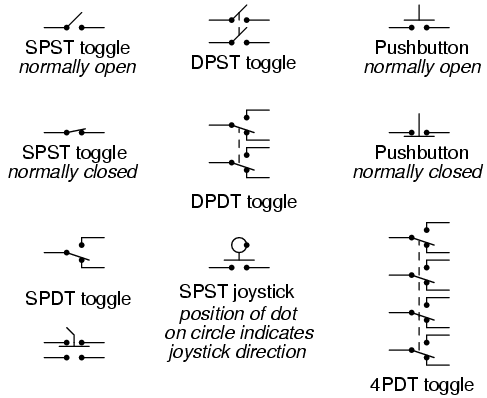 SPST toggle
normally open
DPST toggle
Pushbutton
normally open
SPST toggle
normally closed
DPDT toggle
Pushbutton
normally closed
SPDT toggle
SPST joystick
position of dot
on circle indicates
joystick direction
4PDT toggle